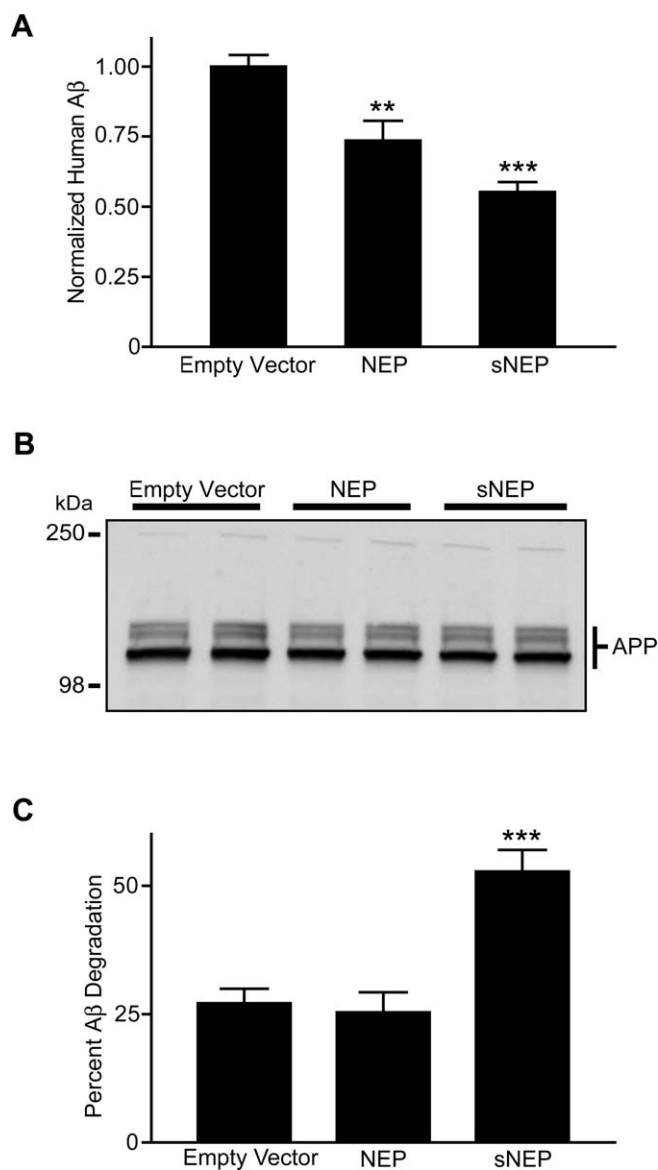 A
Normalized Human Aβ
1.00
0.75
0.50
0.25
0
**
***
Empty Vector NEP sNEP
B
kDa
Empty Vector NEP sNEP
250
98
APP
C
Percent Aβ Degradation
50
25
0
***
Empty Vector NEP sNEP